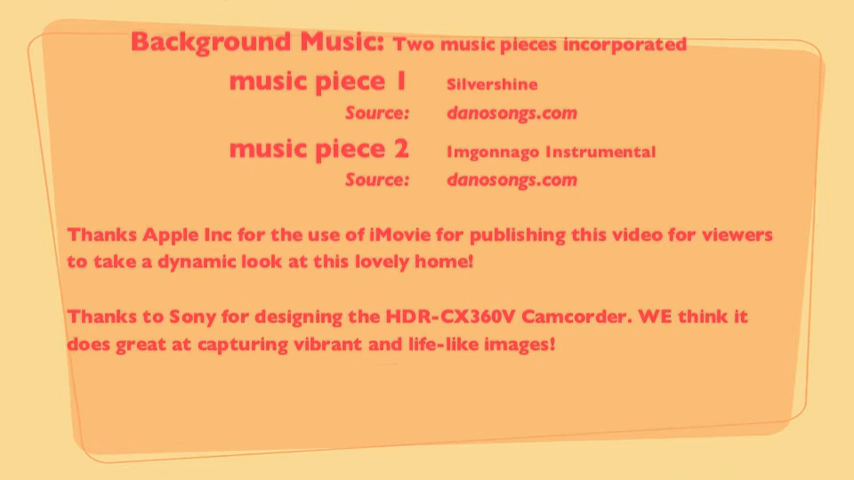 Background Music: Two music pieces incorporated
music piece 1 Silvershine
Source: danosongs.com
music piece 2 Imgonnago Instrumental
Source: danosongs.com
Thanks Apple Inc for the use of iMovie for publishing this video for viewers
to take a dynamic look at this lovely home!
Thanks to Sony for designing the HDR-CX360V Camcorder. WE think it
does great at capturing vibrant and life-like images!